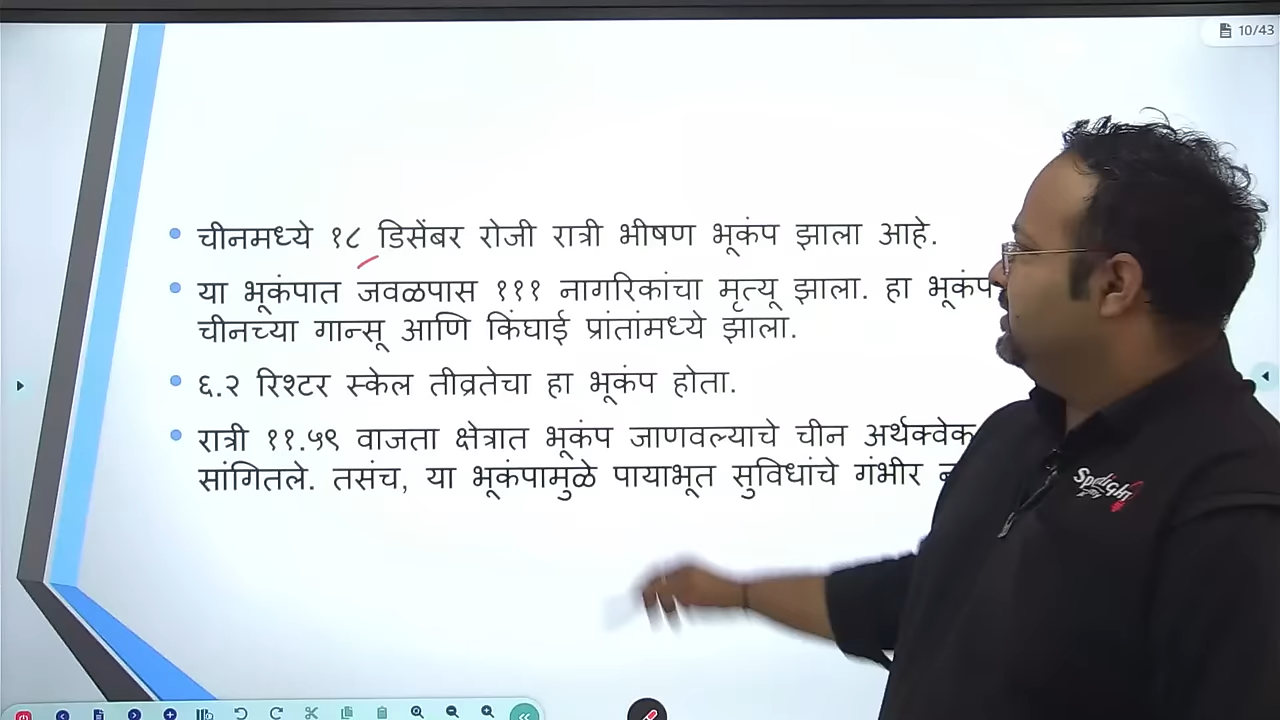 10/43
चीनमध्ये १८ डिसेंबर रोजी रात्री भीषण भूकंप झाला आहे.
या भूकंपात जवळपास १११ नागरिकांचा मृत्यू झाला. हा भूकंप
चीनच्या गान्सू आणि किंघाई प्रांतांमध्ये झाला.
६.२ रिश्टर स्केल तीव्रतेचा हा भूकंप होता.
रात्री ११.५९ वाजता क्षेत्रात भूकंप जाणवल्याचे चीन अर्थक्वेक
सांगितले. तसंच, या भूकंपामुळे पायाभूत सुविधांचे गंभीर
Spotlight